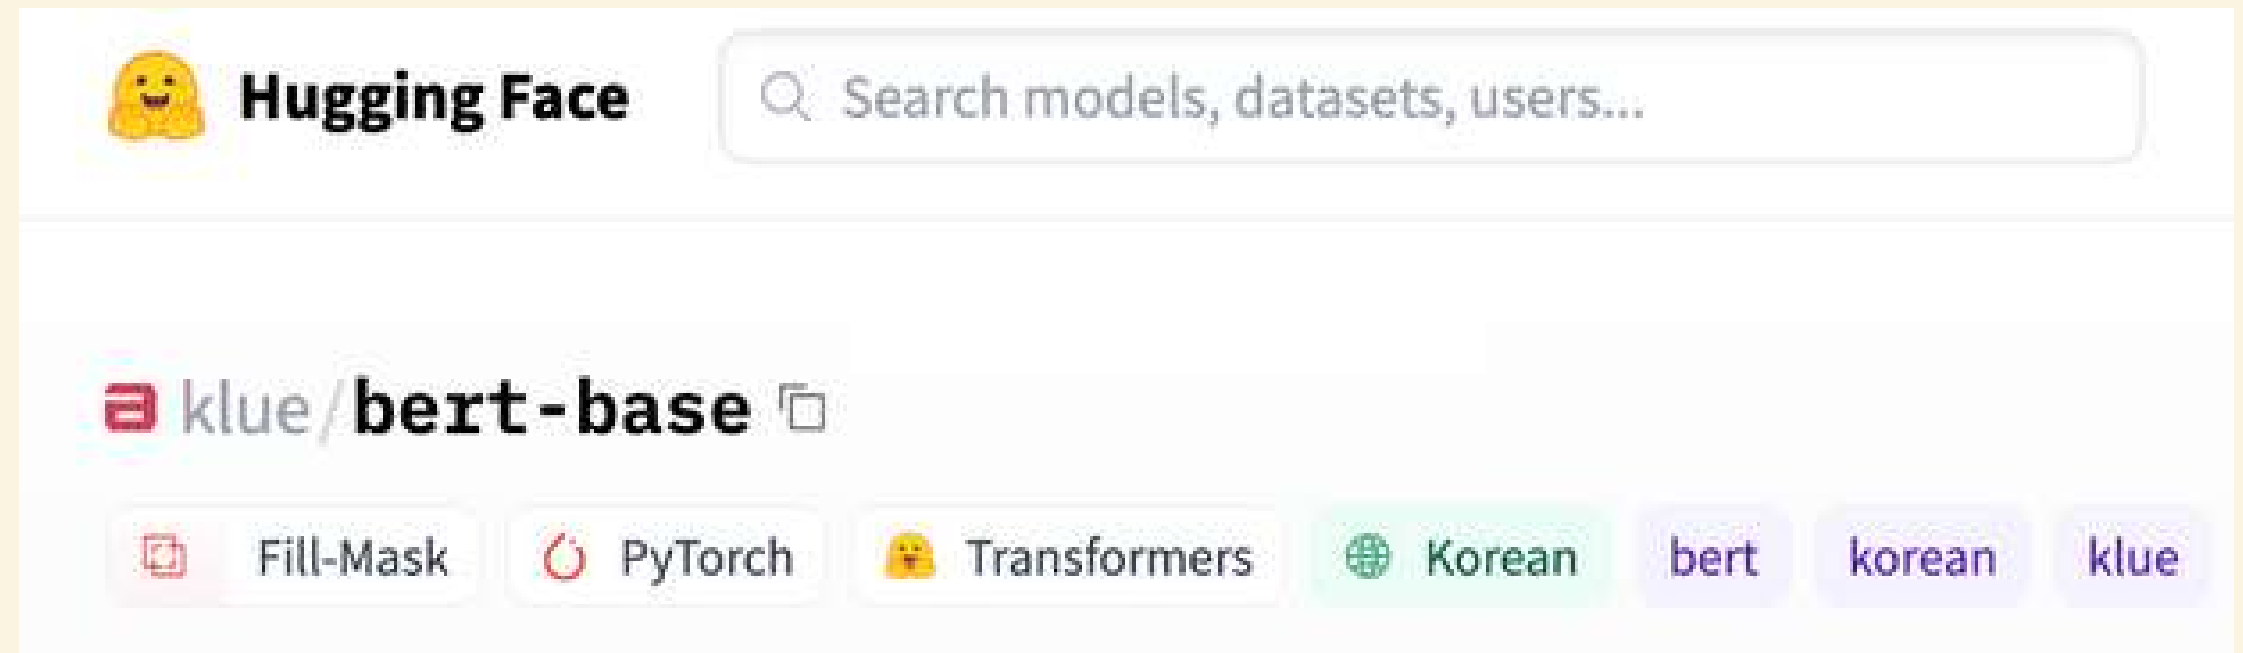 Hugging Face Search models, datasets, users...
klue/bert-base
Fill-Mask PyTorch Transformers Korean bert korean klue